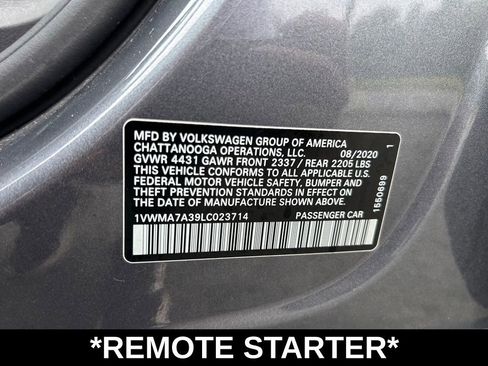 MFD BY VOLKSWAGEN GROUP OF AMERICA
CHATTANOOGA OPERATIONS, LLC. 08/2020 1
GVWR 4431 GAWR FRONT 2337 / REAR 2205 LBS
THIS VEHICLE CONFORMS TO ALL APPLICABLE US
FEDERAL MOTOR VEHICLE SAFETY, BUMPER AND
THEFT PREVENTION STANDARDS IN EFFECT ON
THE DATE OF MANUFACTURE SHOWN ABOVE.
1VWMA7A39LC023714 PASSENGER CAR
1550899
*REMOTE STARTER*